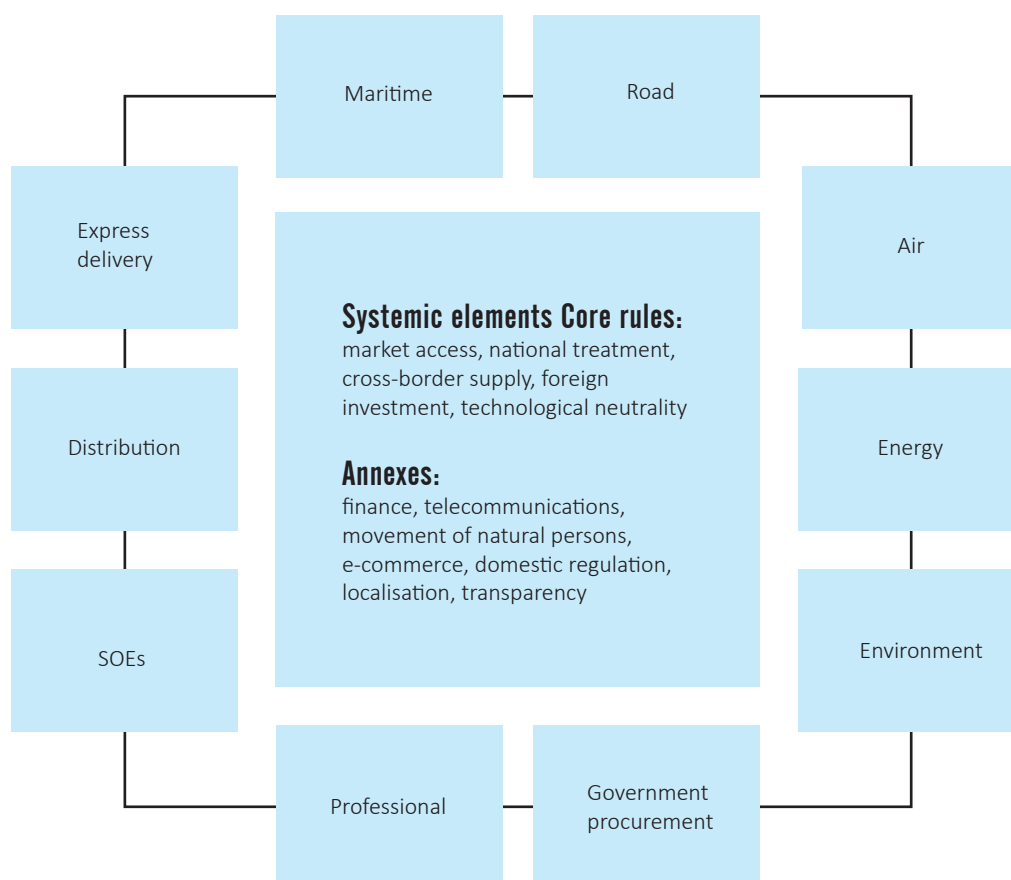 Maritime
Road
Express
delivery
Air
Systemic elements Core rules:
market access, national treatment,
cross-border supply, foreign
investment, technological neutrality
Annexes:
finance, telecommunications,
movement of natural persons,
e-commerce, domestic regulation,
localisation, transparency
Distribution
Energy
SOEs
Environment
Professional
Government
procurement